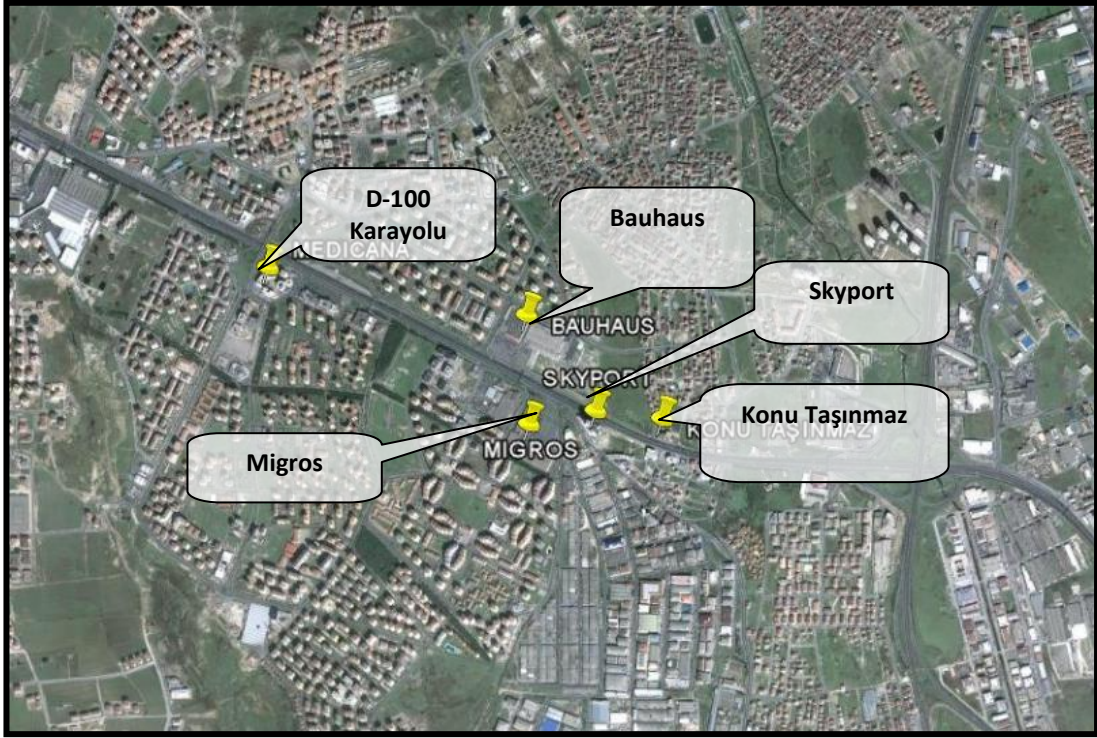 D-100
Karayolu
MEDICANA
Bauhaus
BAUHAUS
Skyport
SKYPORT
Konu Taşınmaz
KONU TAŞINMAZ
Migros
MIGROS